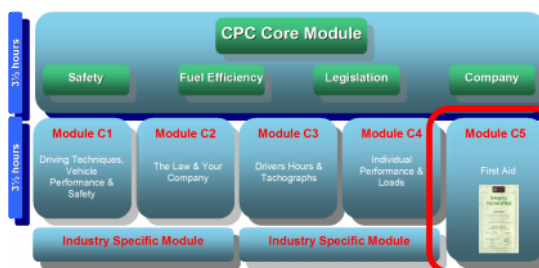 CPC Core Module
3½ hours
Safety
Fuel Efficiency
Legislation
Company
3½ hours
Module C1
Driving Techniques,
Vehicle
Performance &
Safety
Module C2
The Law & Your
Company
Module C3
Drivers Hours &
Tachographs
Module C4
Individual
Performance &
Loads
Module C5
First Aid
Industry Specific Module
Industry Specific Module